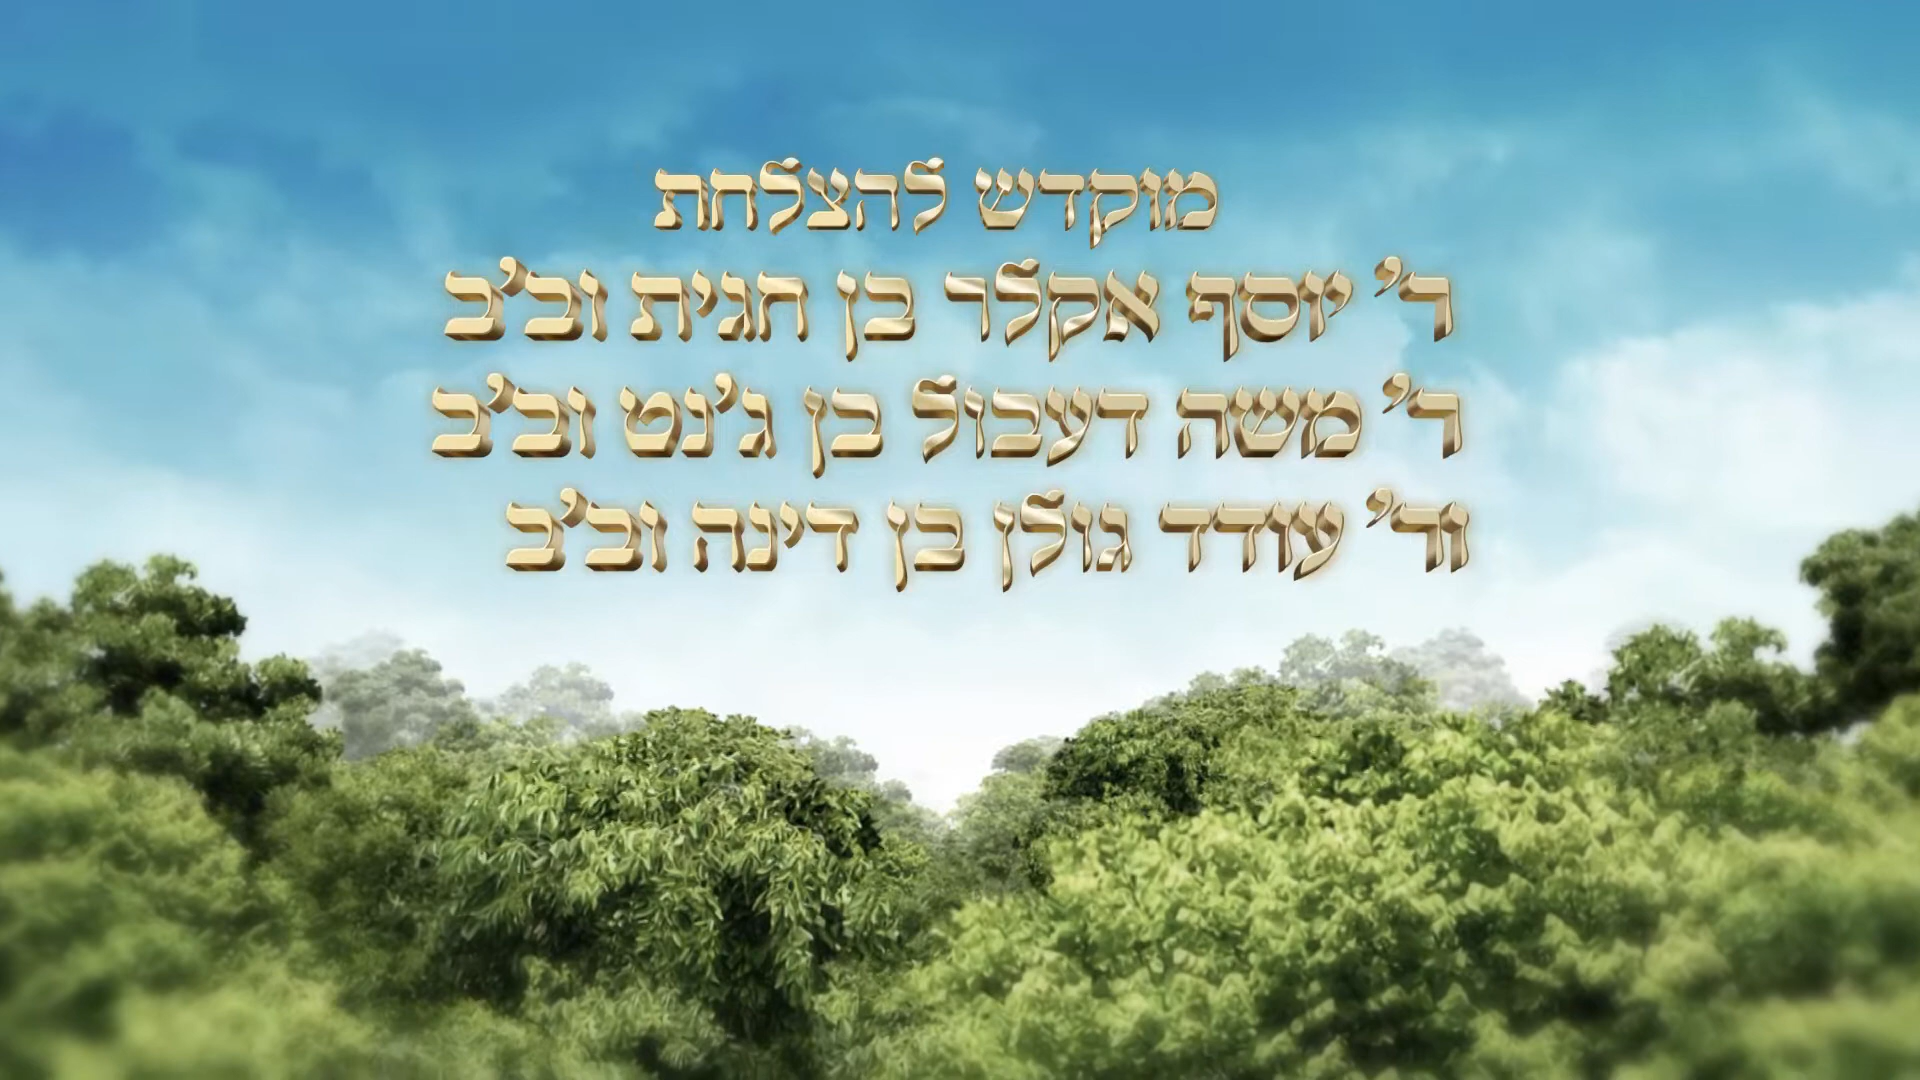 מוקדש להצלחת
ר' יוסף אקלר בן חגית וב'ב
ר' משה דעבול בן ג'נט וב'ב
ור' עודד גולן בן דינה וב'ב